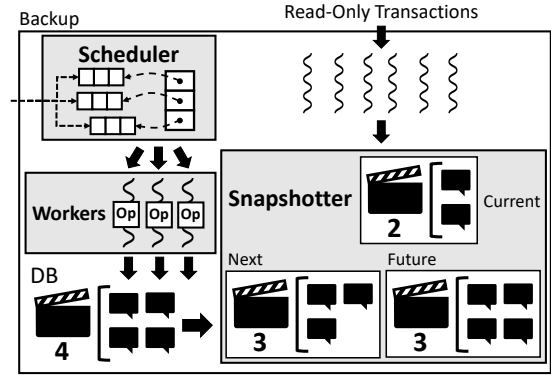 Read-Only Transactions
Backup
Scheduler
Workers
Op Op Op
Snapshotter
Current
2
DB
4
Next
3
Future
3